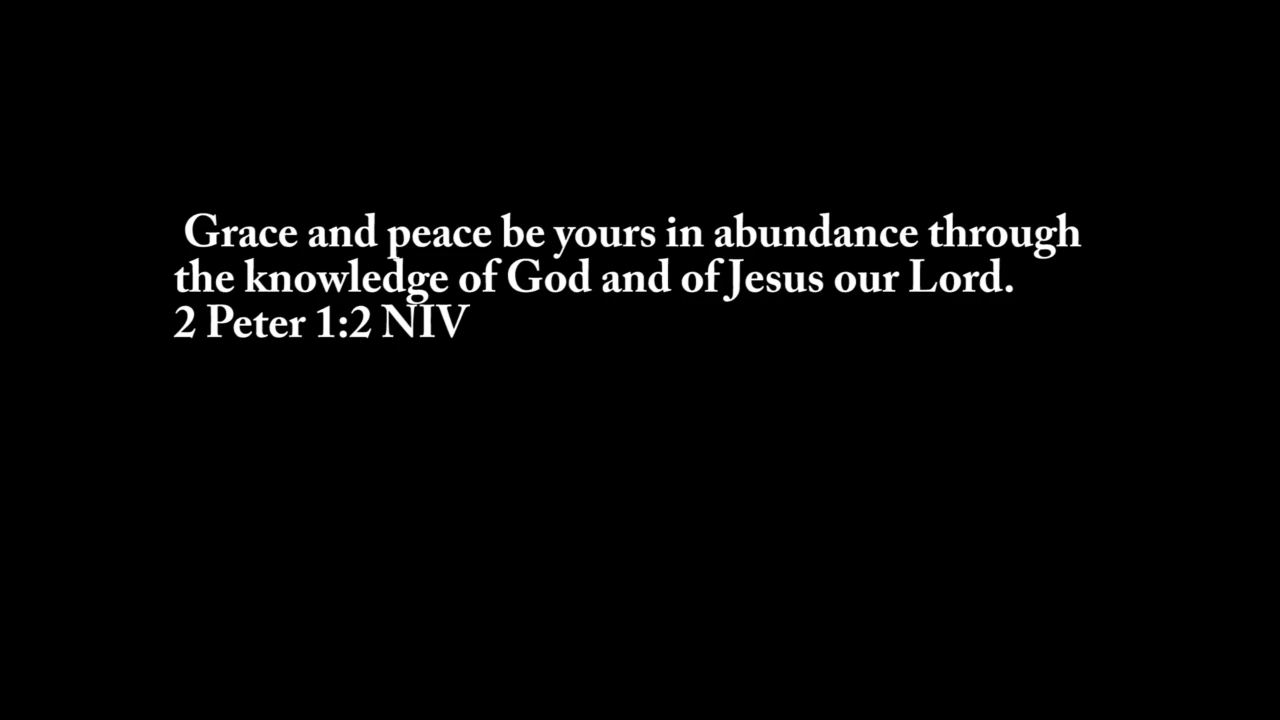 Grace and peace be yours in abundance through
the knowledge of God and of Jesus our Lord.
2 Peter 1:2 NIV